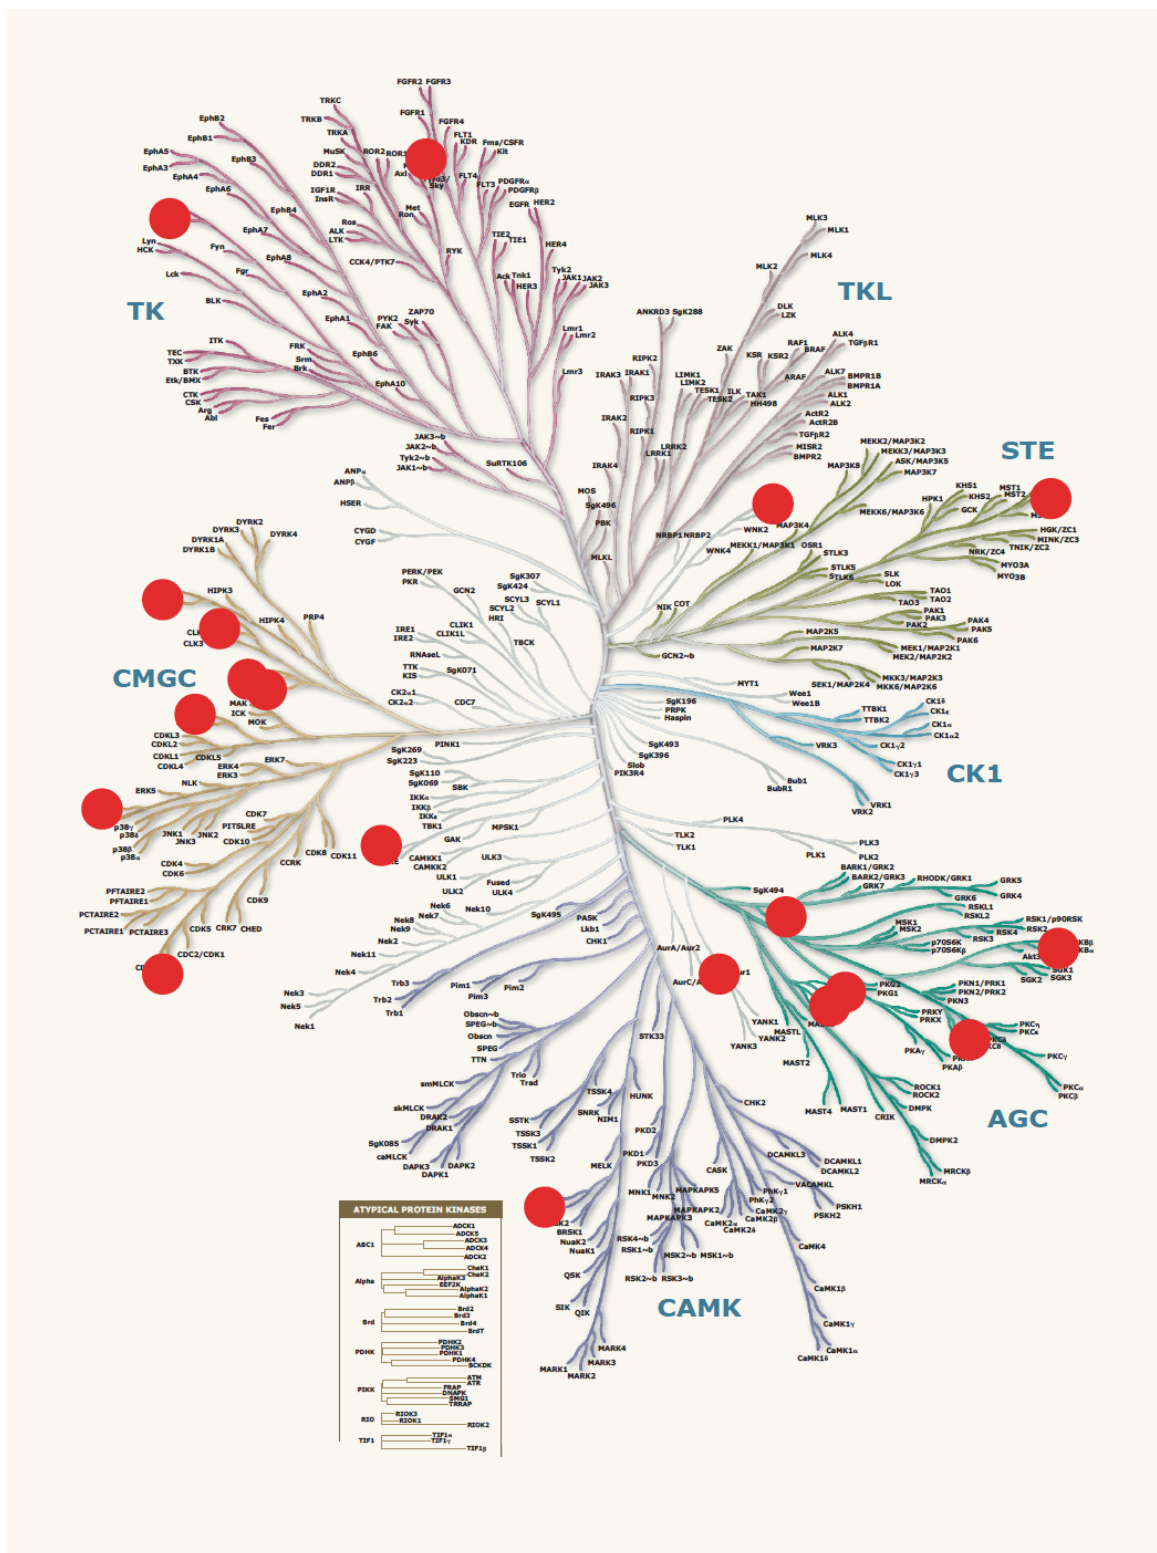 FGFR2 FGFR3
TRKC
FGFR1
TRKB
FGFR4
EphB2
TRKA
FLT1
KDR
EphB1
MuSK
ROR2
ROR1
Fms/CSFR
Kit
EphA5
EphB3
DDR2
DDR1
Axl
EphA3
EphA4
Sky
FLT4
FLT3
PDGFRα
PDGFRβ
EphA6
IGF1R
IRR
InsR
EGFR
HER2
EphB4
Met
Ron
MLK3
MLK1
EphA7
Ros
ALK
LTK
TIE2
TIE1
Lyn
HCK
Fyn
RYK
HER4
MLK4
EphA8
CCK4/PTK7
MLK2
Lck
Fgr
Ack
Tnk1
HER3
Tyk2
JAK1
JAK2
JAK3
TKL
TK
BLK
EphA2
DLK
LZK
ANKRD3 SgK288
EphA1
PYK2
FAK
ZAP70
Syk
Lmr1
Lmr2
ITK
FRK
EphB6
ZAK
KSR
KSR2
RAF1
BRAF
ALK4
TGFβR1
TEC
TXK
Srm
Brk
Lmr3
RIPK2
IRAK3
IRAK1
LIMK1
LIMK2
BTK
Etk/BMX
EphA10
TESK1
TESK2
ILK
TAK1
HH498
ARAF
ALK7
BMPR1B
BMPR1A
CTK
CSK
RIPK3
ALK1
ALK2
Arg
Abl
Fes
Fer
IRAK2
ActR2
ActR2B
JAK3~b
JAK2~b
RIPK1
LRRK2
LRRK1
TGFβR2
MEKK2/MAP3K2
STE
Tyk2~b
JAK1~b
SuRTK106
IRAK4
MISR2
BMPR2
MEKK3/MAP3K3
ASK/MAP3K5
MAP3K8
MAP3K7
ANPα
ANPβ
MOS
KHS1
KHS2
MST1
MST2
HSER
SgK496
HPK1
GCK
PBK
WNK2
MAP3K4
MEKK6/MAP3K6
DYRK2
DYRK3
DYRK4
CYGD
CYGF
NRBP1
NRBP2
HGK/ZC1
MINK/ZC3
TNIK/ZC2
DYRK1A
DYRK1B
MLKL
WNK4
MEKK1/MAP3K1
OSR1
STLK3
NRK/ZC4
MYO3A
MYO3B
PERK/PEK
PKR
SgK307
SgK424
STLK5
STLK6
SLK
LOK
HIPK3
GCN2
SCYL3
SCYL2
SCYL1
TAO1
TAO2
TAO3
HRI
NIK
COT
PAK1
PAK3
PAK2
PAK4
PAK5
PAK6
HIPK4
PRP4
CLIK1
CLIK1L
IRE1
IRE2
TBCK
MAP2K5
CLK3
RNAseL
MAP2K7
MEK1/MAP2K1
MEK2/MAP2K2
GCN2~b
TTK
KIS
SgK071
MKK3/MAP2K3
MKK6/MAP2K6
CMGC
SEK1/MAP2K4
MYT1
CK2α1
CK2α2
CDC7
SgK196
PRPK
Haspin
Wee1
Wee1B
MAK
ICK
MOK
TTBK1
TTBK2
CK1δ
CK1ε
CK1α
CK1α2
CDKL3
CDKL2
PINK1
SgK493
SgK396
VRK3
CK1γ2
CDKL1
CDKL5
CDKL4
ERK7
SgK269
SgK223
Slob
PIK3R4
CK1γ1
CK1γ3
CK1
ERK4
ERK3
SgK110
SgK069
SBK
Bub1
BubR1
NLK
ERK5
IKKα
IKKβ
IKKε
TBK1
VRK1
VRK2
p38γ
p38δ
JNK1
JNK2
JNK3
CDK7
PITSLRE
CDK10
MPSK1
PLK4
p38β
p38α
GAK
TLK2
TLK1
PLK3
CDK8
CDK11
CDK4
CDK6
CCRK
CAMKK1
CAMKK2
ULK3
PLK1
PLK2
BARK1/GRK2
BARK2/GRK3
RHODK/GRK1
GRK5
PFTAIRE2
PFTAIRE1
ULK1
ULK2
Fused
ULK4
SgK494
GRK7
GRK6
GRK4
CDK9
PCTAIRE2
PCTAIRE1
PCTAIRE3
CDK5
CRK7
CHED
Nek6
Nek7
Nek10
Nek8
Nek9
SgK495
PASK
Lkb1
CHK1
RSKL1
RSKL2
MSK1
MSK2
RSK1/p90RSK
RSK2
RSK4
RSK3
CDC2/CDK1
Nek2
Nek11
AurA/Aur2
p70S6K
p70S6Kβ
Akt3
Nek4
SGK1
SGK2
SGK3
Trb3
Trb2
Trb1
Pim1
Pim3
Pim2
PKG2
PKG1
PKN1/PRK1
PKN2/PRK2
PKN3
Nek3
Nek5
Nek1
Obscn~b
SPEG~b
Obscn
YANK1
YANK2
YANK3
MASTL
PRKY
PRKX
PKCη
PKCε
SPEG
TTN
STK33
MAST2
PKAγ
PKAβ
PKCγ
smMLCK
Trio
Trad
TSSK4
HUNK
CHK2
ROCK1
ROCK2
PKCα
PKCβ
skMLCK
DRAK2
DRAK1
SSTK
SNRK
NIM1
MAST4
MAST1
CRIK
DMPK
AGC
SgK085
caMLCK
TSSK3
TSSK1
TSSK2
PKD2
DMPK2
DAPK3
DAPK2
DAPK1
MELK
PKD1
PKD3
CASK
DCAMKL3
DCAMKL1
DCAMKL2
MRCKβ
MRCKα
MNK1
MNK2
MAPKAPK5
PhKγ1
PhKγ2
VACAMKL
PSKH1
PSKH2
BRSK1
MAPKAPK2
MAPKAPK3
CaMK2γ
CaMK2β
CaMK2α
CaMK2δ
NuaK2
NuaK1
RSK4~b
RSK1~b
MSK2~b
MSK1~b
CaMK4
QSK
RSK2~b
RSK3~b
CaMK1β
SIK
QIK
CAMK
CaMK1γ
MARK4
MARK3
MARK1
MARK2
CaMK1α
CaMK1δ
ATYPICAL PROTEIN KINASES
ABC1
ADCK1
ADCK5
ADCK3
ADCK4
ADCK2
Alpha
ChaK1
ChaK2
AlphaK3
EEF2K
AlphaK2
AlphaK1
Brd
Brd2
Brd3
Brd4
BrdT
PDHK
PDHK2
PDHK3
PDHK1
PDHK4
BCKDK
PIKK
ATM
ATR
FRAP
DNAPK
SMG1
TRRAP
RIO
RIOK3
RIOK1
RIOK2
TIF1
TIF1α
TIF1γ
TIF1β